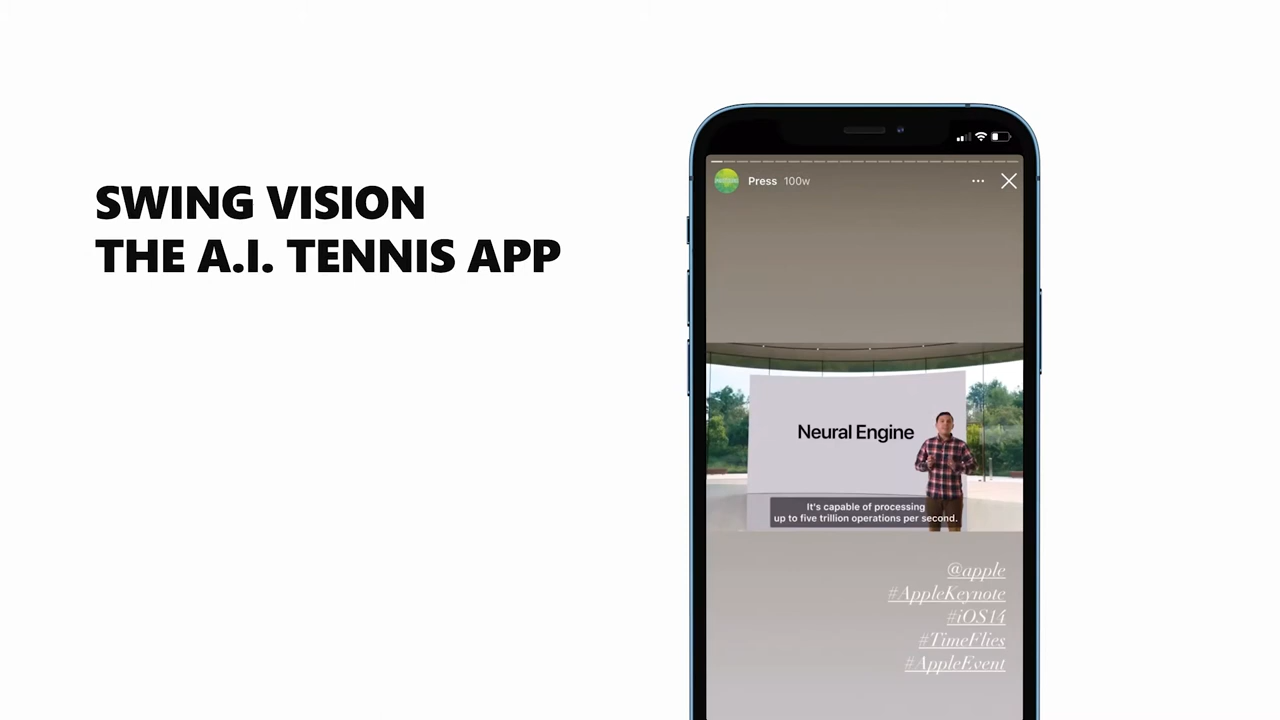 SWING VISION
THE A.I. TENNIS APP
Press 100w
Neural Engine
It's capable of processing
up to five trillion operations per second.
@apple
#AppleKeynote
#iOS14
#TimeFlies
#AppleEvent